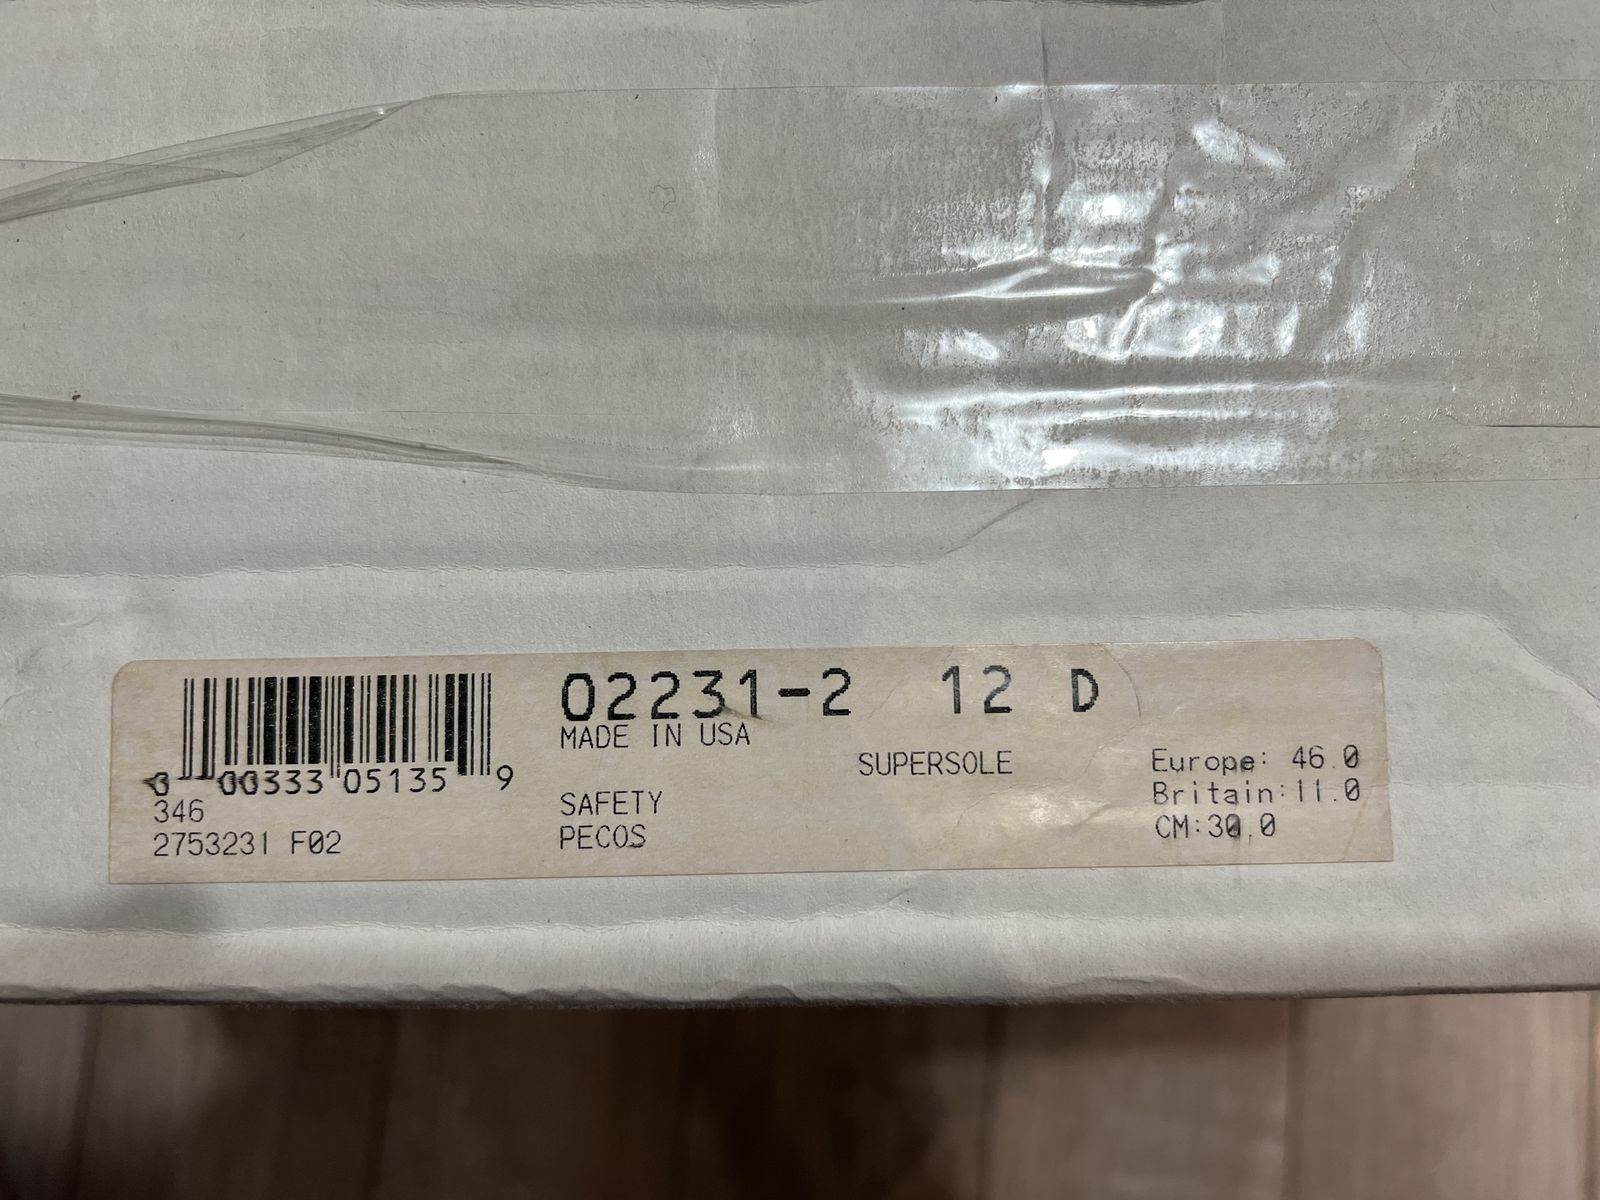 02231-2 12 D
MADE IN USA
SUPERSOLE
SAFETY
PECOS
0 00333 05135 9
346
2753231 F02
Europe: 46.0
Britain: 11.0
CM: 30.0